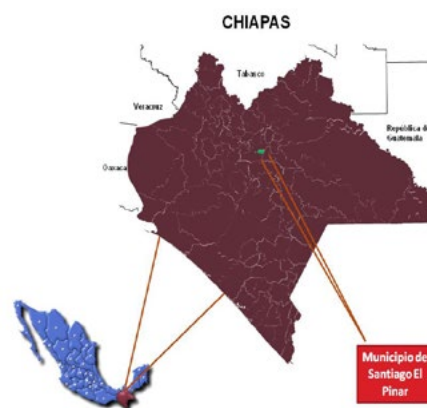 CHIAPAS
Tabasco
Veracruz
República de
Guatemala
Oaxaca
Municipio de
Santiago El
Pinar